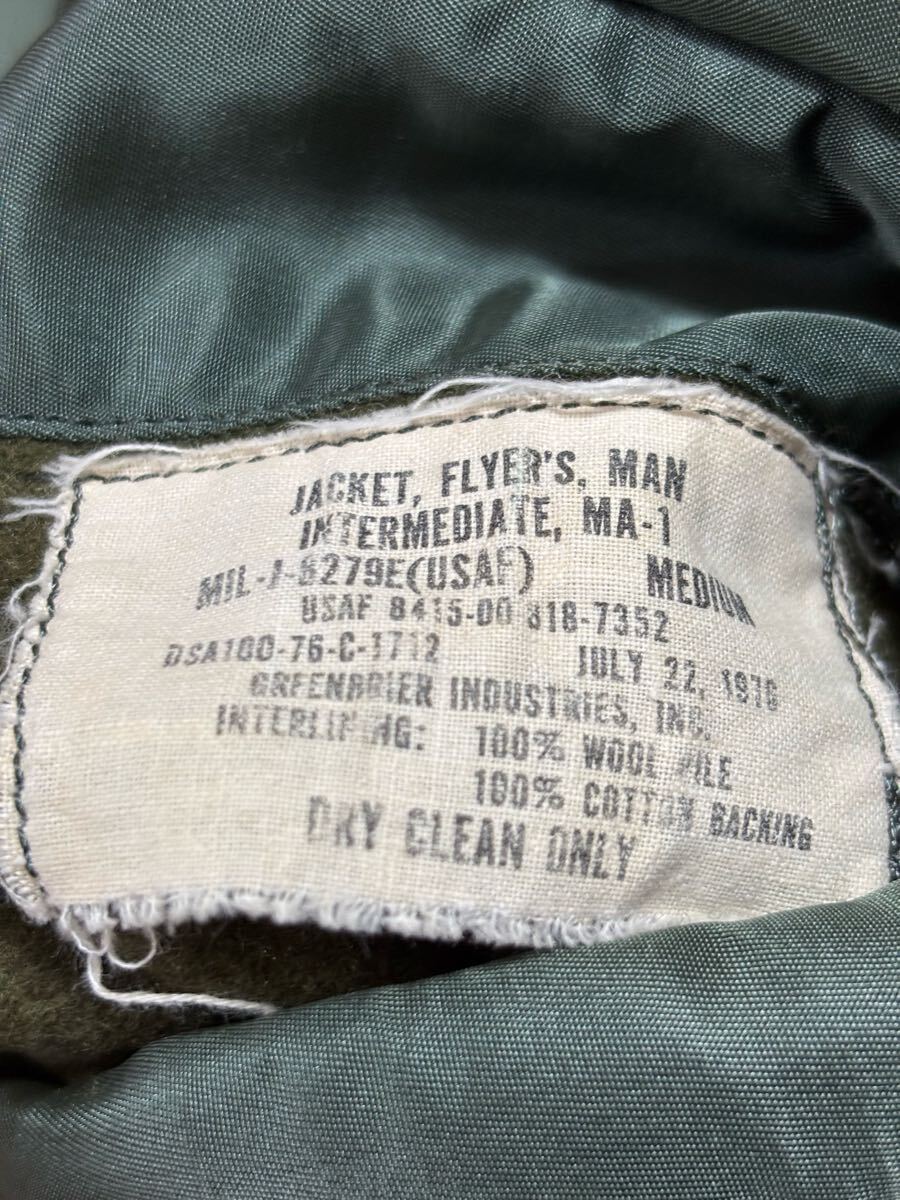 JACKET, FLYER'S, MAN
INTERMEDIATE, MA-1
MIL-J-8279E(USAF) MEDIUM
USAF 8415-00 818-7352
DSA100-76-C-1712 JULY 22, 1976
GREENBRIER INDUSTRIES, INC.
INTERLINING: 100% WOOL PILE
100% COTTON BACKING
DRY CLEAN ONLY